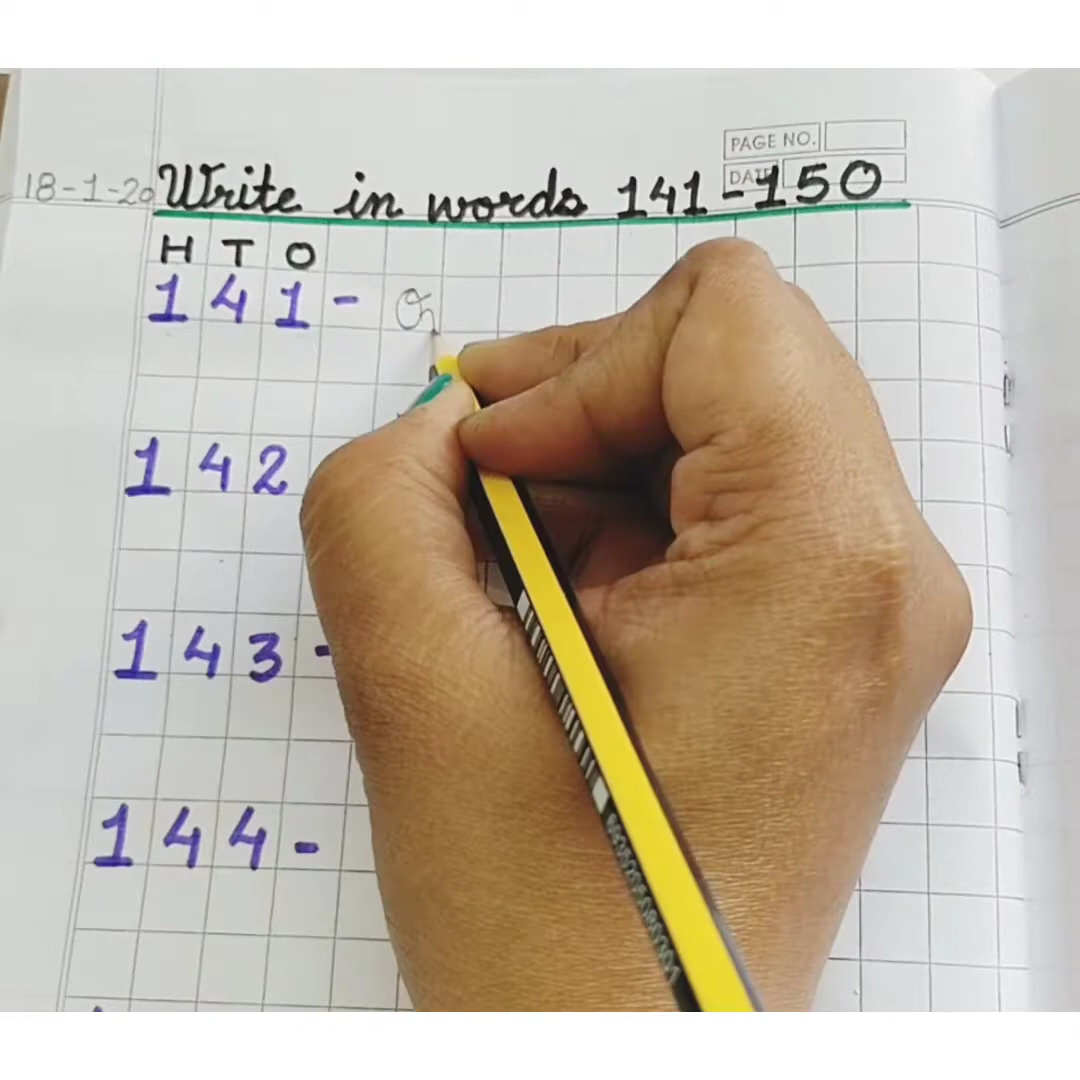 PAGE NO.
DATE
18-1-20 Write in words 141-150
H T O
141-
142
143-
144-